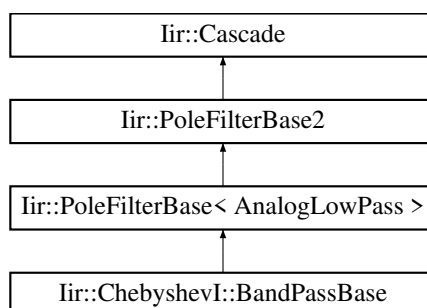 Iir::Cascade
Iir::PoleFilterBase2
Iir::PoleFilterBase< AnalogLowPass >
Iir::ChebyshevI::BandPassBase